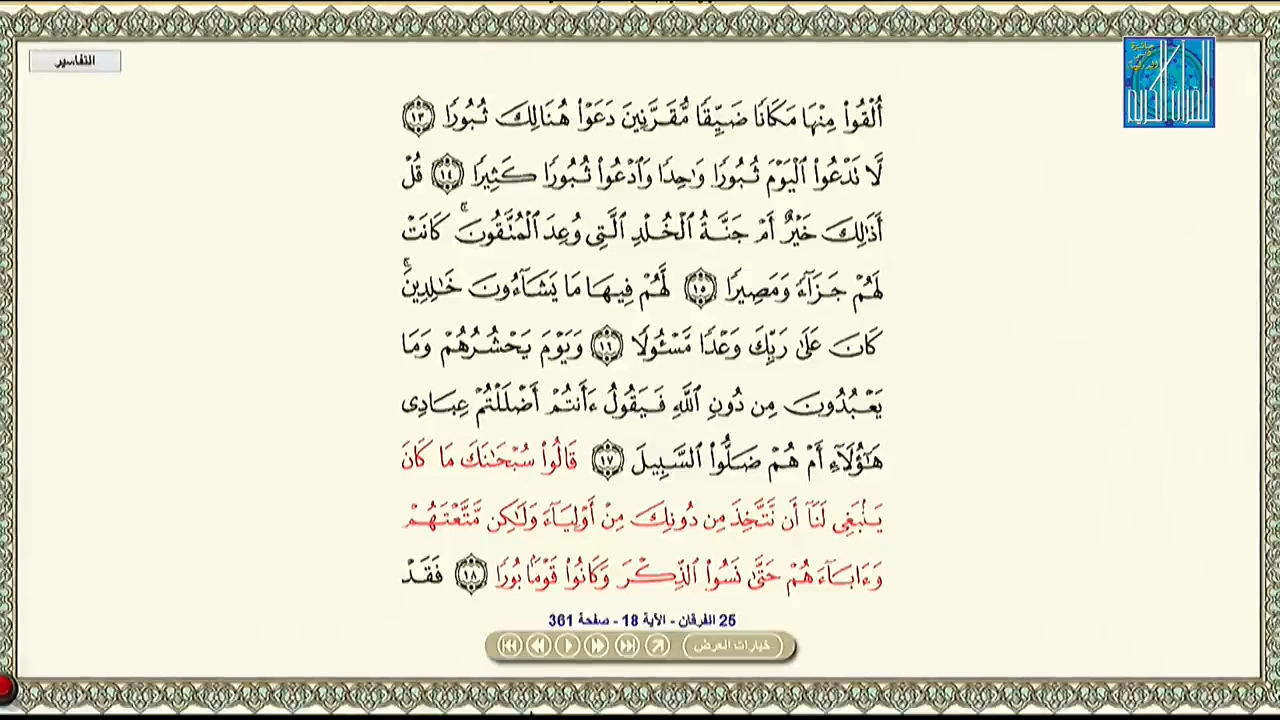 التفاسير
أُلْقُوا۟ مِنْهَا مَكَانًا ضَيِّقًا مُّقَرَّنِينَ دَعَوْا۟ هُنَالِكَ ثُبُورًا ١٣
لَّا تَدْعُوا۟ ٱلْيَوْمَ ثُبُورًا وَٰحِدًا وَٱدْعُوا۟ ثُبُورًا كَثِيرًا ١٤ قُلْ
أَذَٰلِكَ خَيْرٌ أَمْ جَنَّةُ ٱلْخُلْدِ ٱلَّتِى وُعِدَ ٱلْمُتَّقُونَ ۚ كَانَتْ
لَهُمْ جَزَآءً وَمَصِيرًا ١٥ لَّهُمْ فِيهَا مَا يَشَآءُونَ خَٰلِدِينَ ۚ
كَانَ عَلَىٰ رَبِّكَ وَعْدًا مَّسْـُٔولًا ١٦ وَيَوْمَ يَحْشُرُهُمْ وَمَا
يَعْبُدُونَ مِن دُونِ ٱللَّهِ فَيَقُولُ ءَأَنتُمْ أَضْلَلْتُمْ عِبَادِى
هَٰٓؤُلَآءِ أَمْ هُمْ ضَلُّوا۟ ٱلسَّبِيلَ ١٧ قَالُوا۟ سُبْحَٰنَكَ مَا كَانَ
يَنۢبَغِى لَنَآ أَن نَّتَّخِذَ مِن دُونِكَ مِنْ أَوْلِيَآءَ وَلَٰكِن مَّتَّعْتَهُمْ
وَءَابَآءَهُمْ حَتَّىٰ نَسُوا۟ ٱلذِّكْرَ وَكَانُوا۟ قَوْمًۢا بُورًا ١٨ فَقَدْ
25 الفرقان - الآية 18 - صفحة 361
خيارات العرض